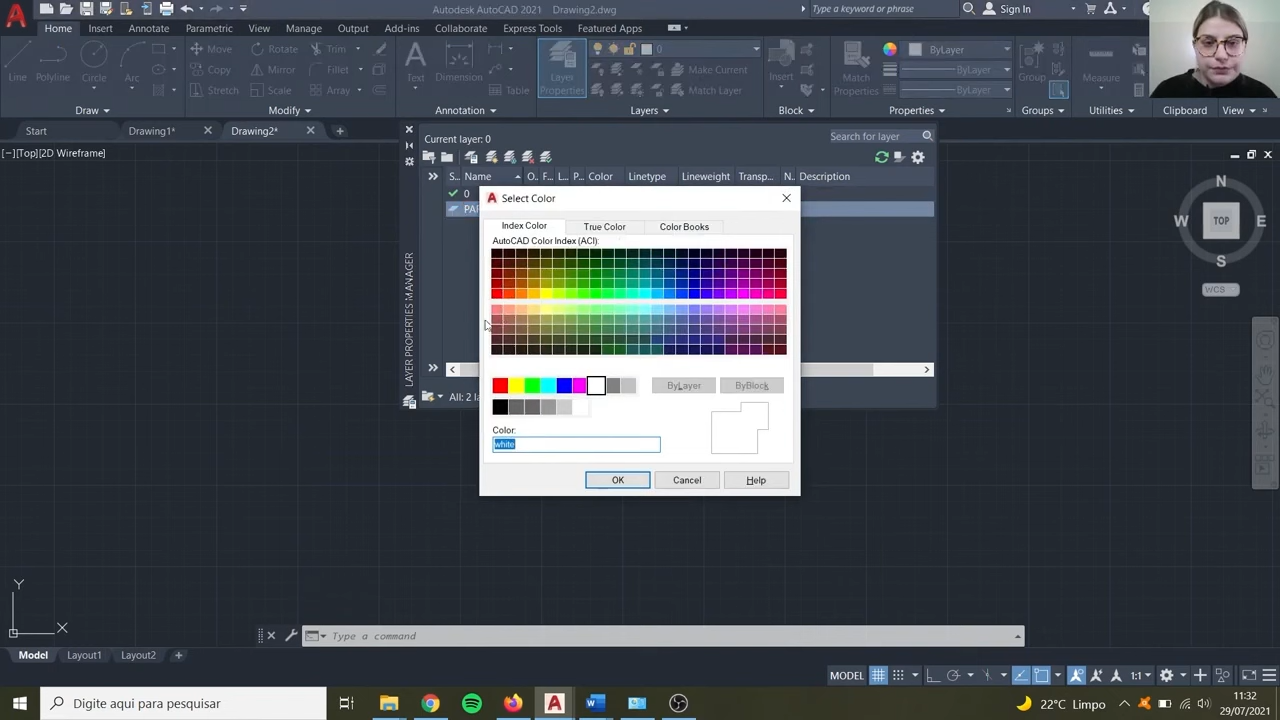 Autodesk AutoCAD 2021 Drawing2.dwg
Type a keyword or phrase
Sign In
Home Insert Annotate Parametric View Manage Output Add-ins Collaborate Express Tools Featured Apps
Line Polyline Circle Arc
Move Rotate Trim
Copy Mirror Fillet
Stretch Scale Array
Text Dimension Table
Layer Properties
0
Make Current
Match Layer
Insert
Match Properties
ByLayer
ByLayer
ByLayer
Group
Measure
Draw Modify Annotation Layers Block Properties Groups Utilities Clipboard View
Start Drawing1* Drawing2*
[−][Top][2D Wireframe]
Current layer: 0
Search for layer
S... Name O.. F... L... P... Color Linetype Lineweight Transp... N.. Description
0
LAYER PROPERTIES MANAGER
Select Color
Index Color True Color Color Books
AutoCAD Color Index (ACI):
ByLayer ByBlock
Color:
white
OK Cancel Help
N
W TOP E
S
WCS
Y
X
Type a command
Model Layout1 Layout2
MODEL
1:1
Digite aqui para pesquisar
22°C Limpo
11:32
29/07/2021